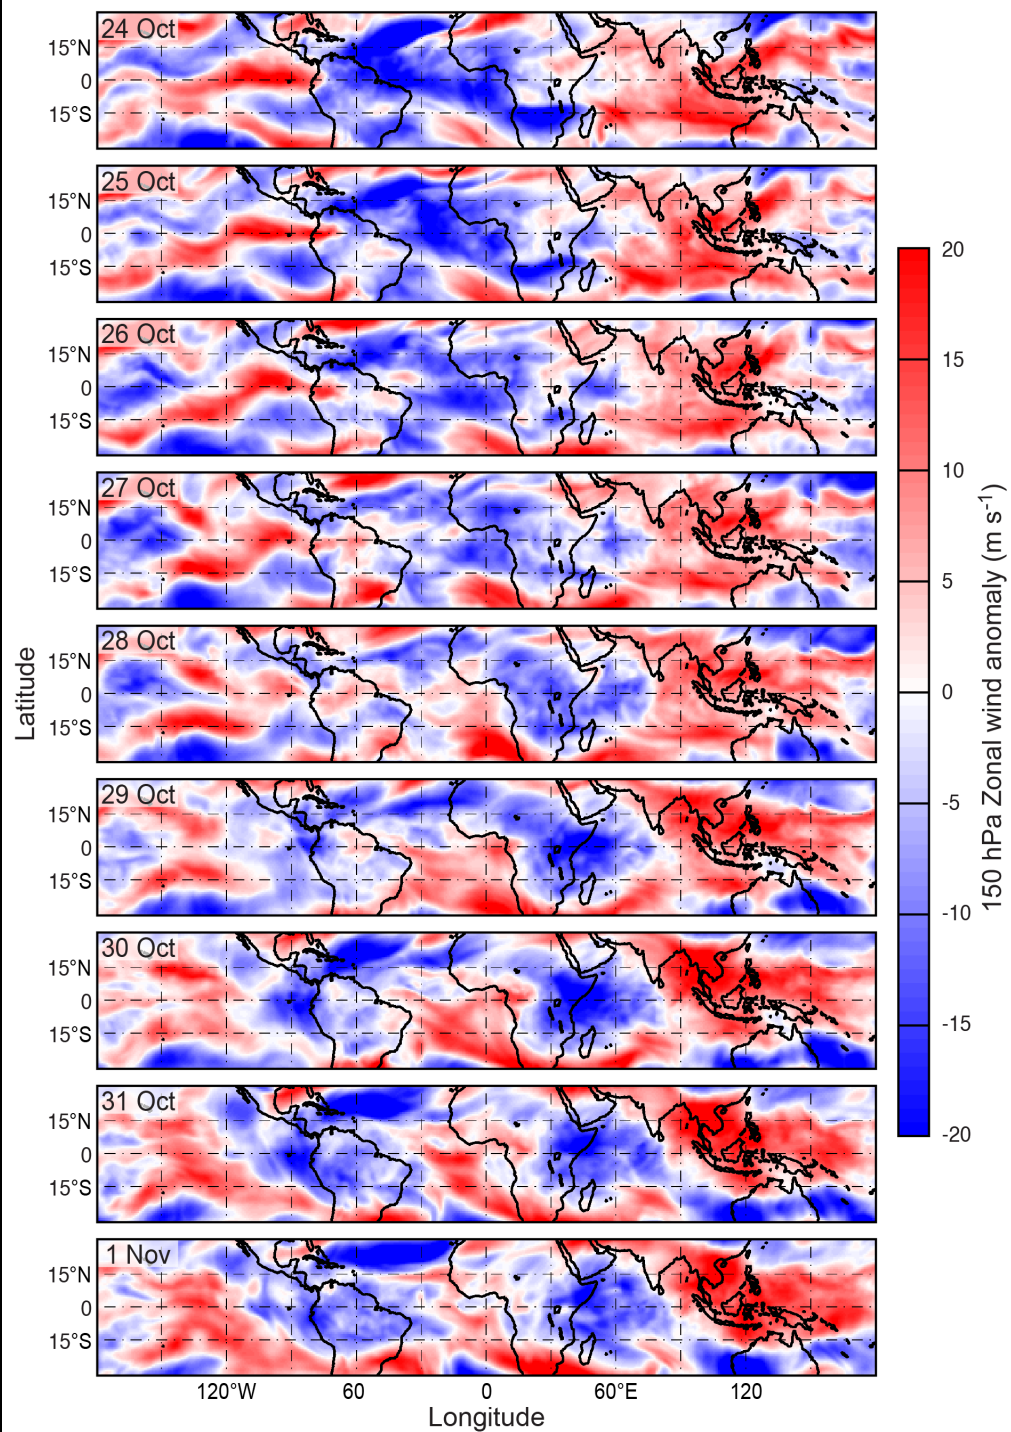 24 Oct
15°N
0
15°S
25 Oct
15°N
0
15°S
26 Oct
15°N
0
15°S
27 Oct
15°N
0
15°S
28 Oct
15°N
0
15°S
29 Oct
15°N
0
15°S
30 Oct
15°N
0
15°S
31 Oct
15°N
0
15°S
1 Nov
15°N
0
15°S
120°W 60 0 60°E 120
Longitude
Latitude
20
15
10
5
0
-5
-10
-15
-20
150 hPa Zonal wind anomaly (m s⁻¹)